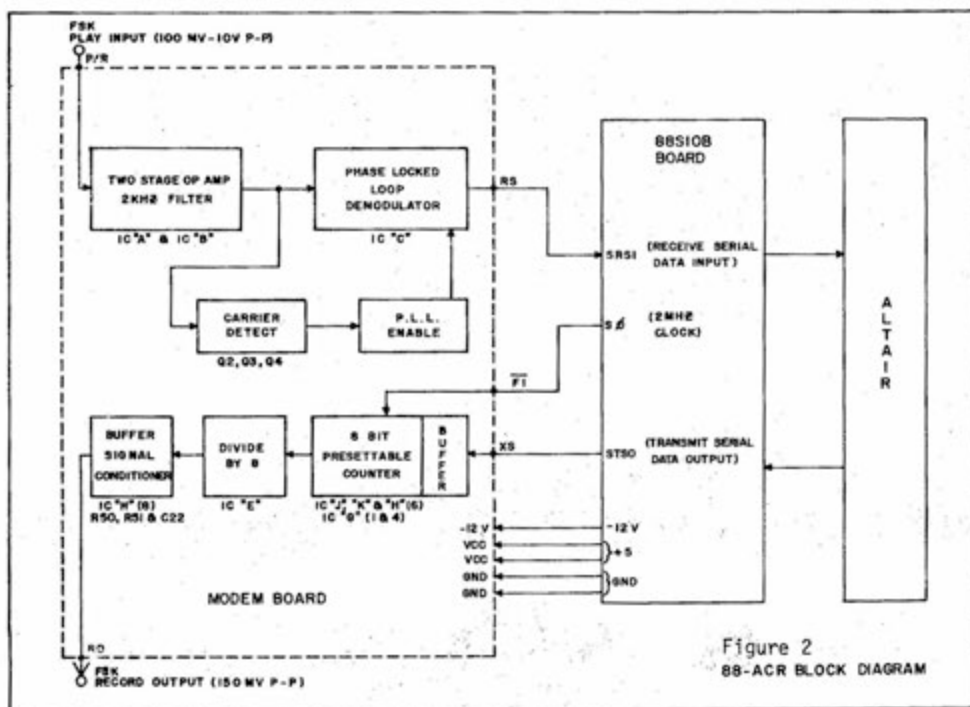 FSK
PLAY INPUT (100 MV-10V P-P)
P/R
TWO STAGE OP AMP
2KHZ FILTER
IC "A" & IC "B"
PHASE LOCKED
LOOP
DEMODULATOR
IC "C"
RS
CARRIER
DETECT
Q2, Q3, Q4
P.L.L.
ENABLE
F1
BUFFER
SIGNAL
CONDITIONER
IC "H" (8)
R50, R51 & C22
DIVIDE
BY 8
IC "E"
8 BIT
PRESETTABLE
COUNTER
IC "J", "K" & "H" (6)
IC "G" (1 & 4)
BUFFER
XS
-12V
VCC
VCC
GND
GND
MODEM BOARD
RO
FSK
RECORD OUTPUT (150 MV P-P)
88SIOB
BOARD
SRSI (RECEIVE SERIAL
DATA INPUT)
SØ (2MHZ
CLOCK)
STSO (TRANSMIT SERIAL
DATA OUTPUT)
-12V
+5
GND
ALTAIR
Figure 2
88-ACR BLOCK DIAGRAM